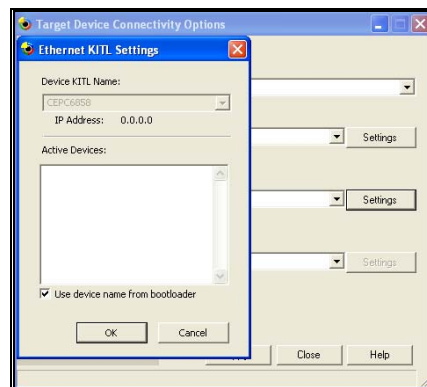 Target Device Connectivity Options
Ethernet KITL Settings
Device KITL Name:
CEPC6858
IP Address: 0.0.0.0
Active Devices:
Settings
Settings
Settings
Use device name from bootloader
OK Cancel
Close Help